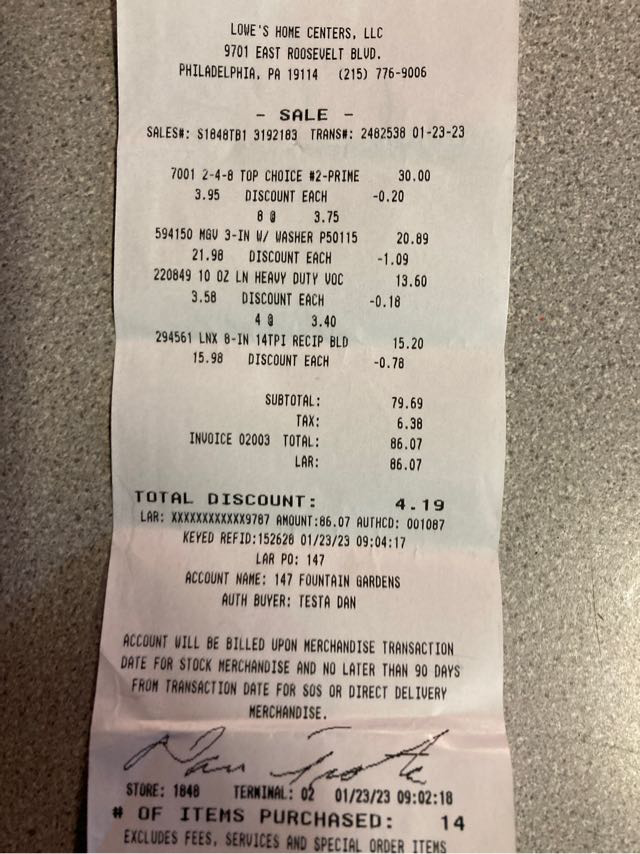 LOWE'S HOME CENTERS, LLC
9701 EAST ROOSEVELT BLVD.
PHILADELPHIA, PA 19114 (215) 776-9006
- SALE -
SALES#: S1848TB1 3192183 TRANS#: 2482538 01-23-23
7001 2-4-8 TOP CHOICE #2-PRIME 30.00
3.95 DISCOUNT EACH -0.20
8 @ 3.75
594150 MGV 3-IN W/ WASHER P50115 20.89
21.98 DISCOUNT EACH -1.09
220849 10 OZ LN HEAVY DUTY VOC 13.60
3.58 DISCOUNT EACH -0.18
4 @ 3.40
294561 LNX 8-IN 14TPI RECIP BLD 15.20
15.98 DISCOUNT EACH -0.78
SUBTOTAL: 79.69
TAX: 6.38
INVOICE 02003 TOTAL: 86.07
LAR: 86.07
TOTAL DISCOUNT: 4.19
LAR: XXXXXXXXXXXX9787 AMOUNT:86.07 AUTHCD: 001087
KEYED REFID:152628 01/23/23 09:04:17
LAR PO: 147
ACCOUNT NAME: 147 FOUNTAIN GARDENS
AUTH BUYER: TESTA DAN
ACCOUNT WILL BE BILLED UPON MERCHANDISE TRANSACTION
DATE FOR STOCK MERCHANDISE AND NO LATER THAN 90 DAYS
FROM TRANSACTION DATE FOR SOS OR DIRECT DELIVERY
MERCHANDISE.
Dan Testa
STORE: 1848 TERMINAL: 02 01/23/23 09:02:18
# OF ITEMS PURCHASED: 14
EXCLUDES FEES, SERVICES AND SPECIAL ORDER ITEMS